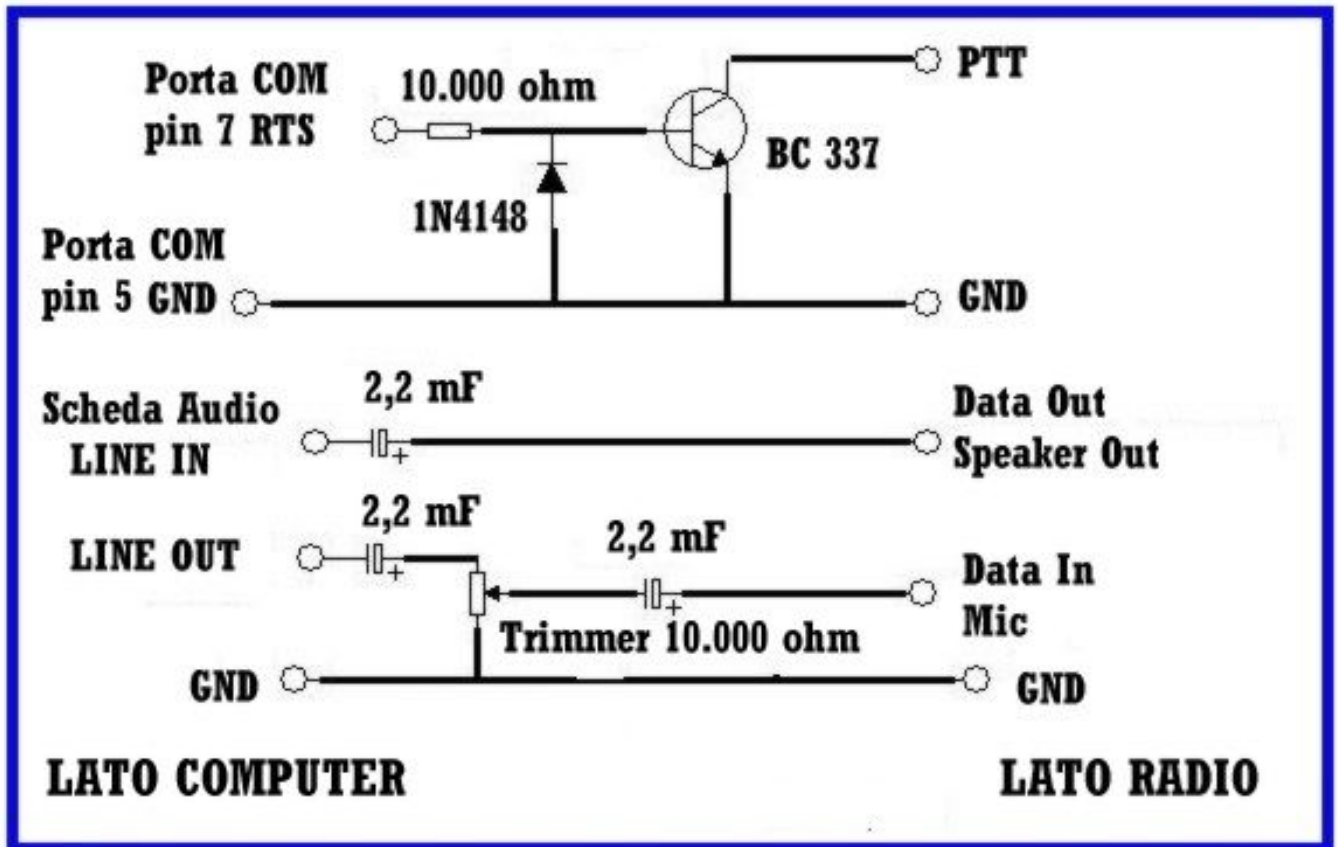 Porta COM
pin 7 RTS
10.000 ohm
PTT
BC 337
1N4148
Porta COM
pin 5 GND
GND
Scheda Audio
LINE IN
2,2 mF
Data Out
Speaker Out
LINE OUT
2,2 mF
+
+
2,2 mF
+
Data In
Mic
Trimmer 10.000 ohm
GND
GND
LATO COMPUTER
LATO RADIO